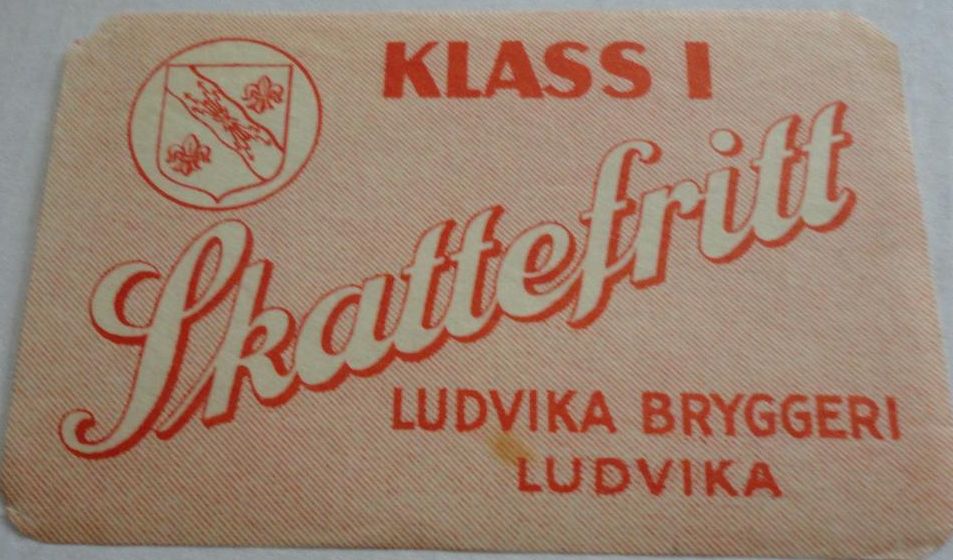 KLASS I
Skattefritt
LUDVIKA BRYGGERI
LUDVIKA